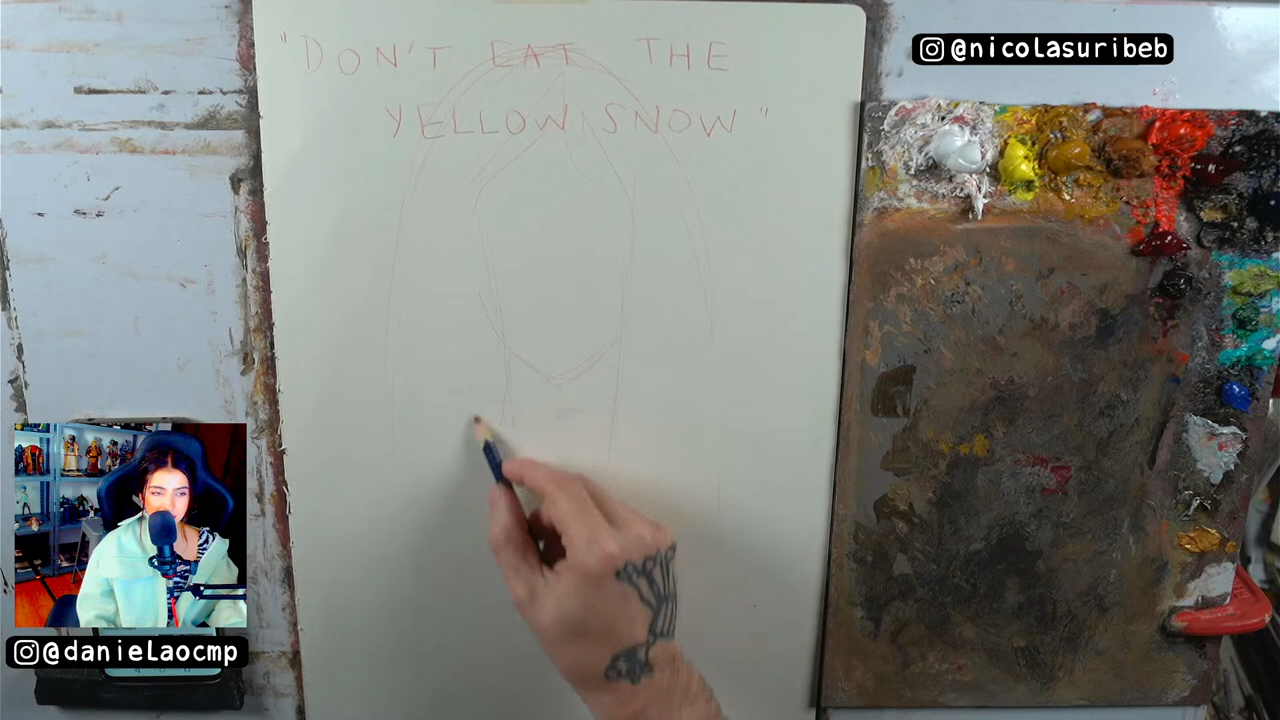 @nicolasuribeb
"DON'T EAT THE
YELLOW SNOW"
@danielaocmp